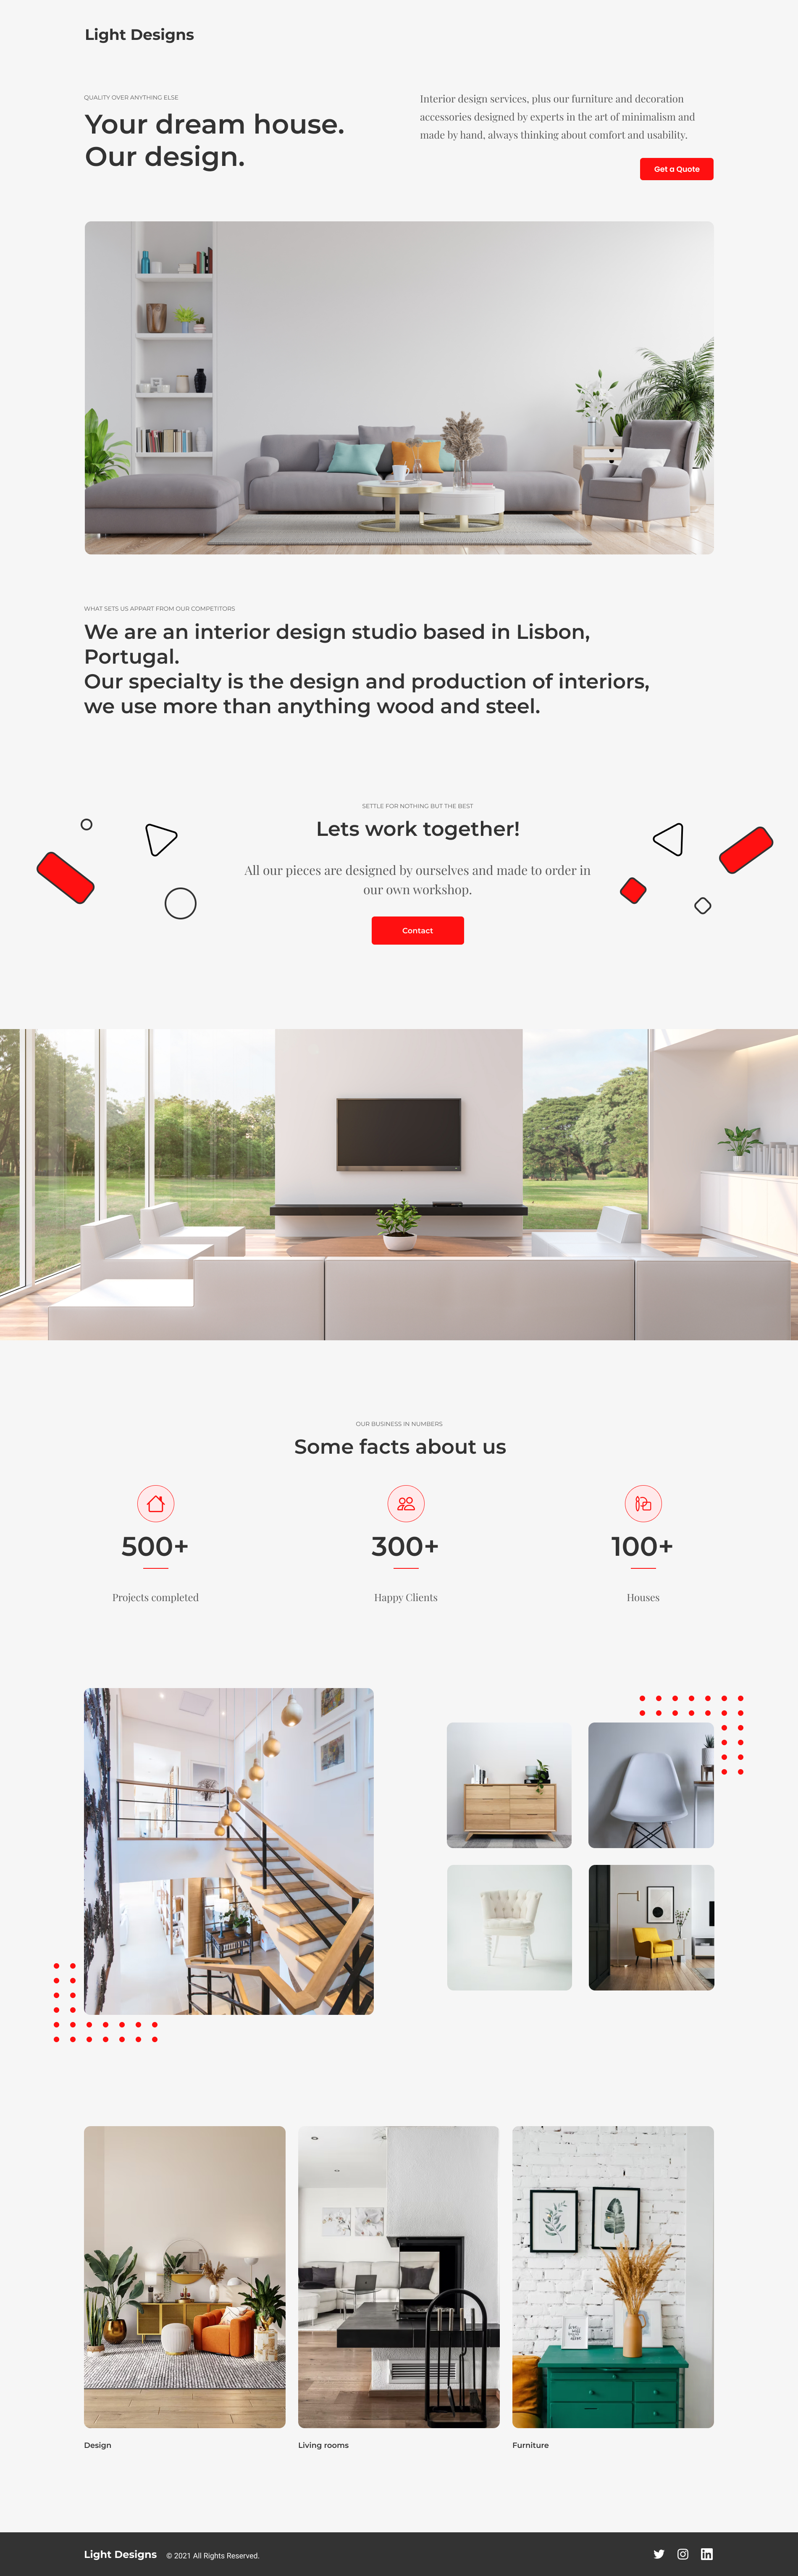 Light Designs
QUALITY OVER ANYTHING ELSE
Your dream house.
Our design.
Interior design services, plus our furniture and decoration
accessories designed by experts in the art of minimalism and
made by hand, always thinking about comfort and usability.
Get a Quote
WHAT SETS US APPART FROM OUR COMPETITORS
We are an interior design studio based in Lisbon,
Portugal.
Our specialty is the design and production of interiors,
we use more than anything wood and steel.
SETTLE FOR NOTHING BUT THE BEST
Lets work together!
All our pieces are designed by ourselves and made to order in
our own workshop.
Contact
OUR BUSINESS IN NUMBERS
Some facts about us
500+
Projects completed
300+
Happy Clients
100+
Houses
Design
Living rooms
Furniture
Light Designs
© 2021 All Rights Reserved.